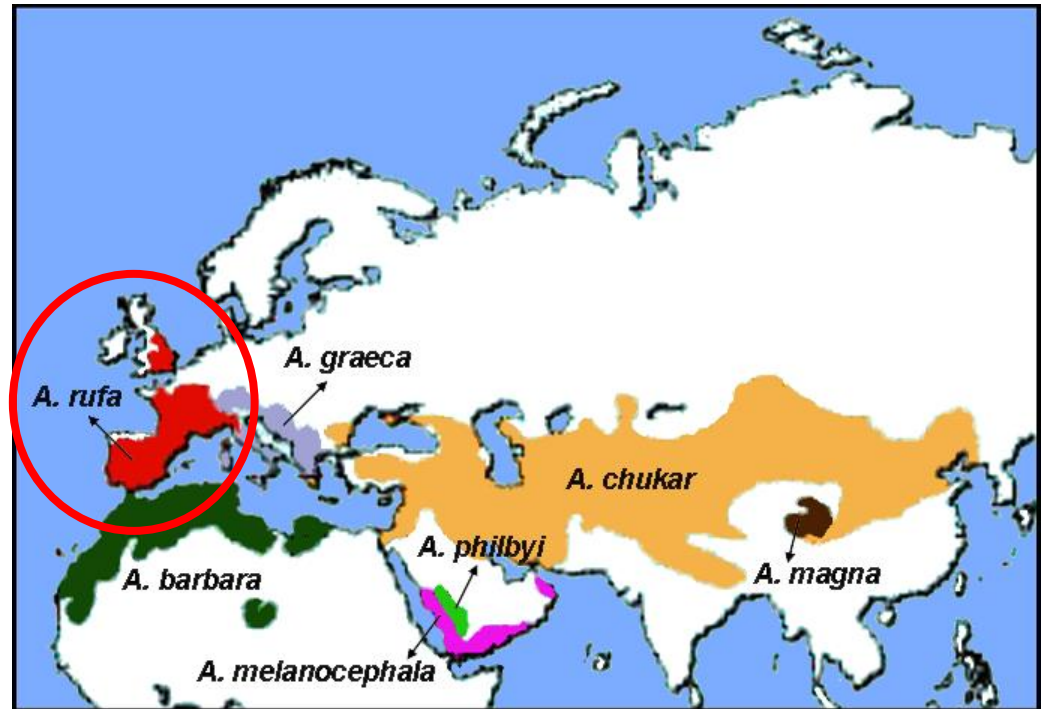 A. graeca
A. rufa
A. chukar
A. philbyi
A. barbara
A. magna
A. melanocephala